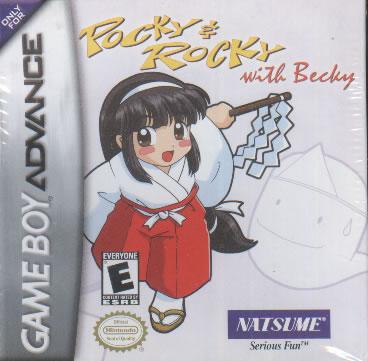 ONLY FOR
GAME BOY ADVANCE
Pocky &
Rocky
with Becky
EVERYONE
E
CONTENT RATED BY
ESRB
Official
Nintendo
Seal of Quality
NATSUME
Serious Fun™